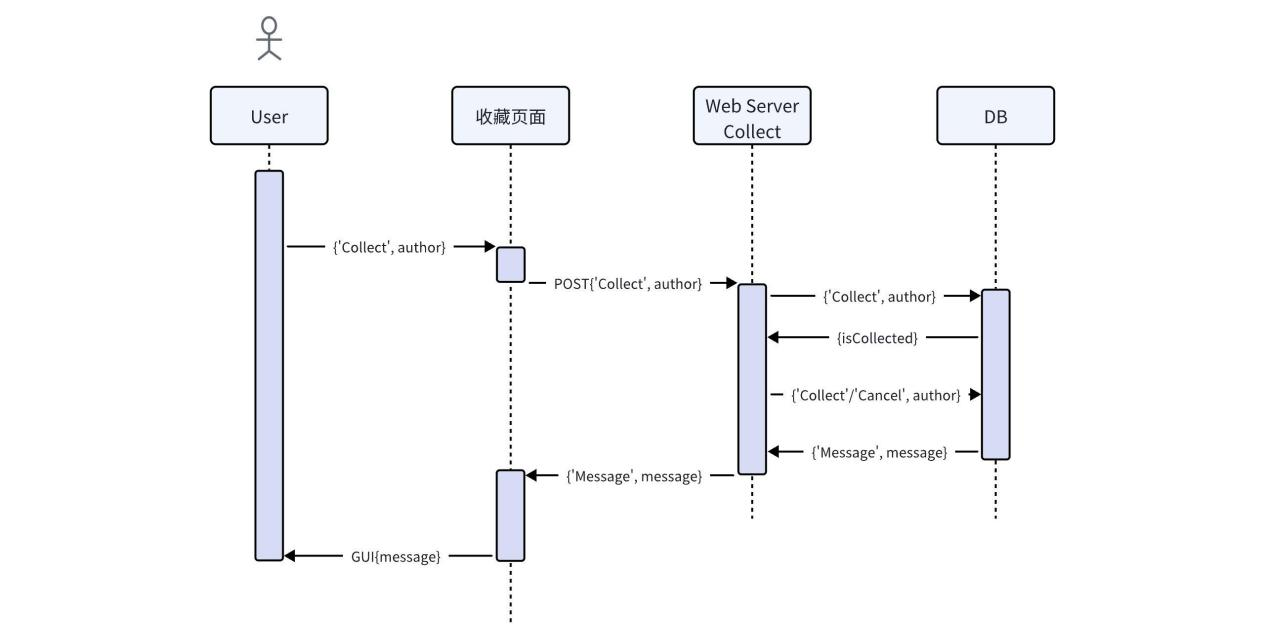 User
收藏页面
Web Server
Collect
DB
{'Collect', author}
POST{'Collect', author}
{'Collect', author}
{isCollected}
{'Collect'/'Cancel', author}
{'Message', message}
{'Message', message}
GUI{message}